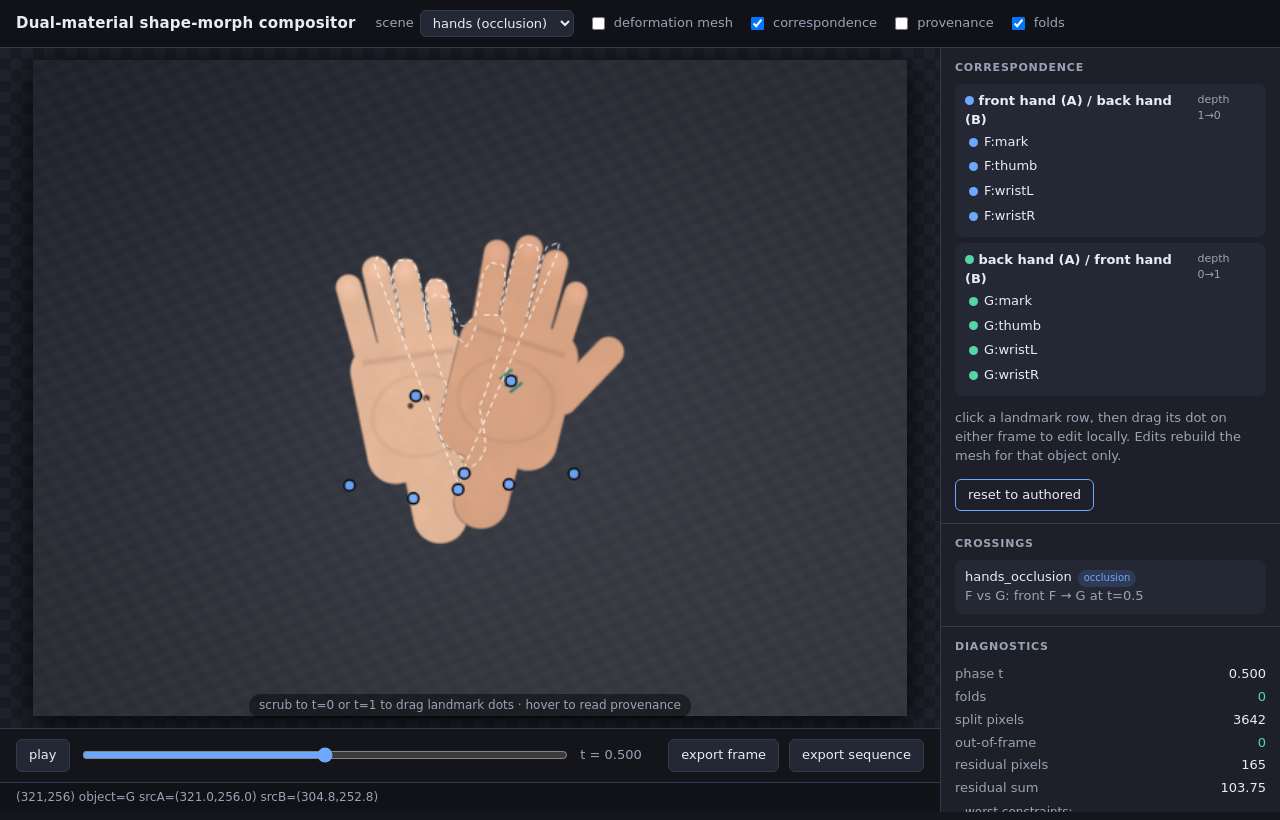 Dual-material shape-morph compositor
scene hands (occlusion) deformation mesh correspondence provenance folds
CORRESPONDENCE
front hand (A) / back hand (B)
depth 1→0
F:mark
F:thumb
F:wristL
F:wristR
back hand (A) / front hand (B)
depth 0→1
G:mark
G:thumb
G:wristL
G:wristR
click a landmark row, then drag its dot on
either frame to edit locally. Edits rebuild the
mesh for that object only.
reset to authored
CROSSINGS
hands_occlusion occlusion
F vs G: front F → G at t=0.5
DIAGNOSTICS
phase t 0.500
folds 0
split pixels 3642
out-of-frame 0
residual pixels 165
residual sum 103.75
worst constraints:
scrub to t=0 or t=1 to drag landmark dots · hover to read provenance
play t = 0.500 export frame export sequence
(321,256) object=G srcA=(321.0,256.0) srcB=(304.8,252.8)